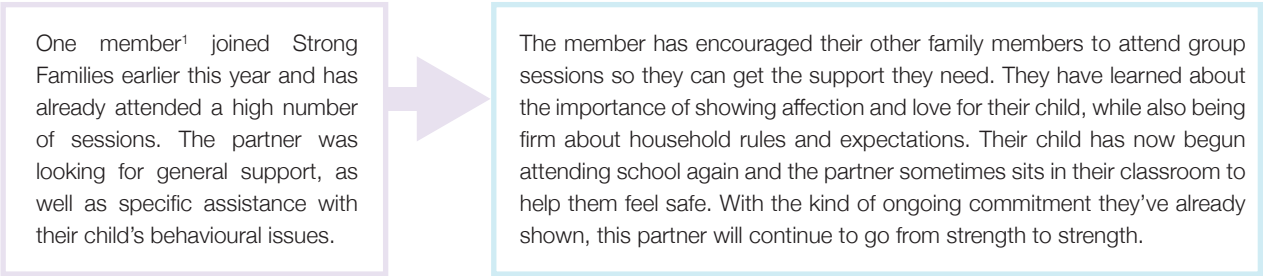 One member¹ joined Strong
Families earlier this year and has
already attended a high number
of sessions. The partner was
looking for general support, as
well as specific assistance with
their child's behavioural issues.
The member has encouraged their other family members to attend group
sessions so they can get the support they need. They have learned about
the importance of showing affection and love for their child, while also being
firm about household rules and expectations. Their child has now begun
attending school again and the partner sometimes sits in their classroom to
help them feel safe. With the kind of ongoing commitment they've already
shown, this partner will continue to go from strength to strength.